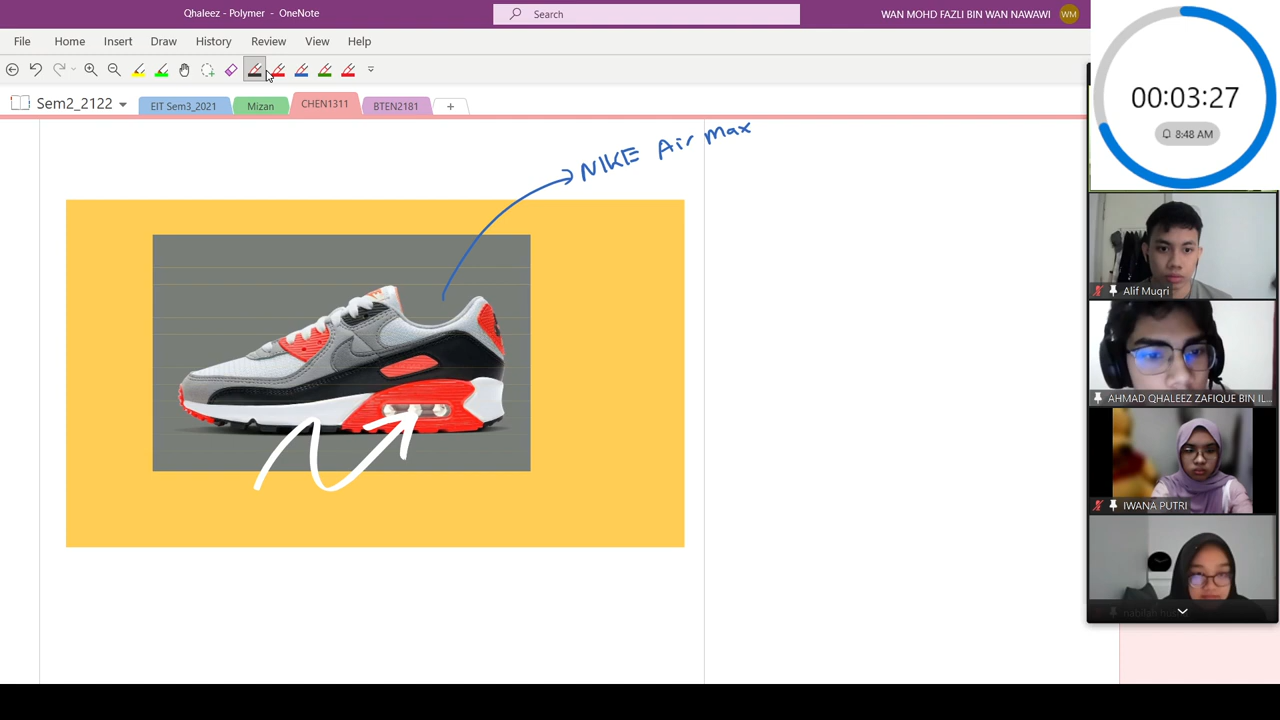 Qhaleez - Polymer - OneNote
Search
WAN MOHD FAZLI BIN WAN NAWAWI
WM
File Home Insert Draw History Review View Help
Sem2_2122
EIT Sem3_2021
Mizan
CHEN1311
BTEN2181
NIKE Air Max
00:03:27
8:48 AM
Alif Muqri
AHMAD QHALEEZ ZAFIQUE BIN IL...
IWANA PUTRI